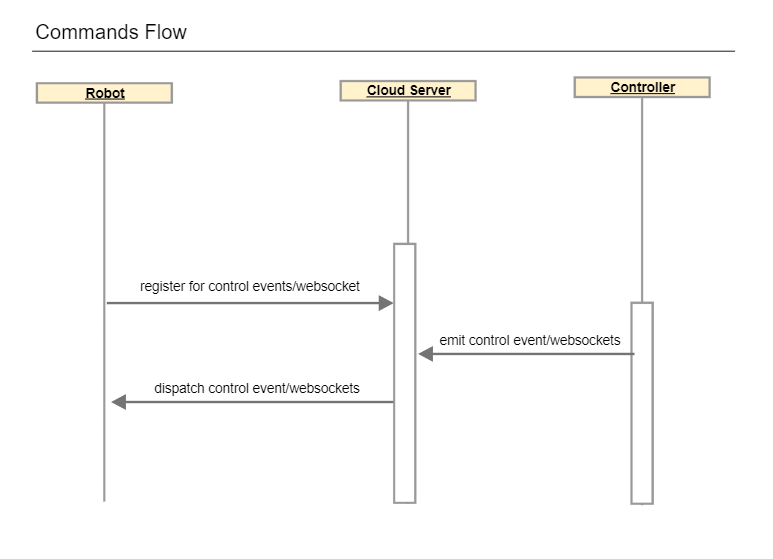 Commands Flow
Robot
Cloud Server
Controller
register for control events/websocket
emit control event/websockets
dispatch control event/websockets